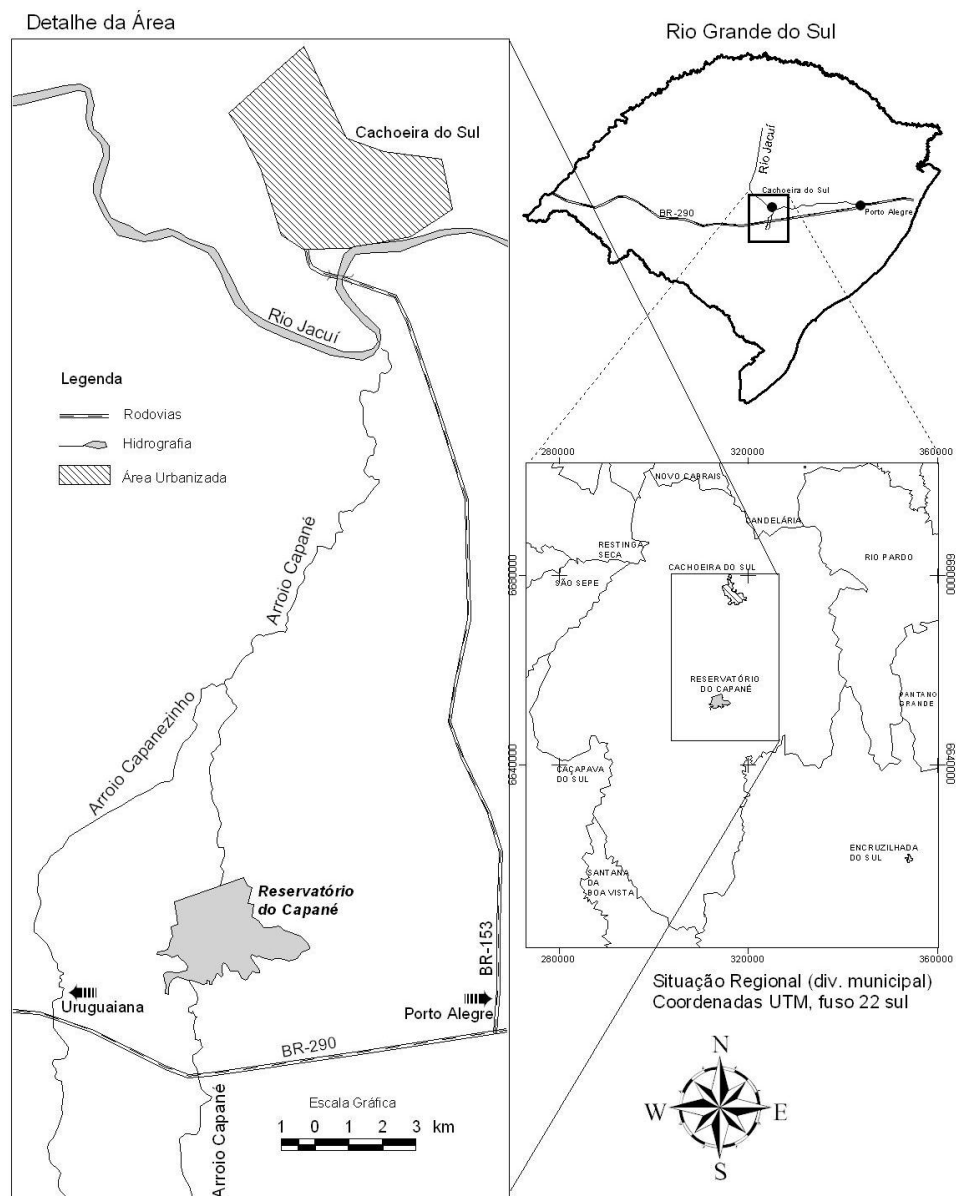 Detalhe da Área
Cachoeira do Sul
Rio Jacuí
Legenda
Rodovias
Hidrografia
Área Urbanizada
Arroio Capané
Arroio Capanezinho
Reservatório
do Capané
BR-153
Uruguaiana
Porto Alegre
BR-290
Arroio Capané
Escala Gráfica
1 0 1 2 3 km
Rio Grande do Sul
Rio Jacuí
Cachoeira do Sul
BR-290
Porto Alegre
280000 320000 360000
NOVO CABRAIS
CANDELÁRIA
RESTINGA
SECA
RIO PARDO
CACHOEIRA DO SUL
SÃO SEPE
6680000 6680000
RESERVATÓRIO
DO CAPANÉ
PANTANO
GRANDE
6640000 6640000
CAÇAPAVA
DO SUL
ENCRUZILHADA
DO SUL
SANTANA
DA
BOA VISTA
280000 320000 360000
Situação Regional (div. municipal)
Coordenadas UTM, fuso 22 sul
N
W E
S